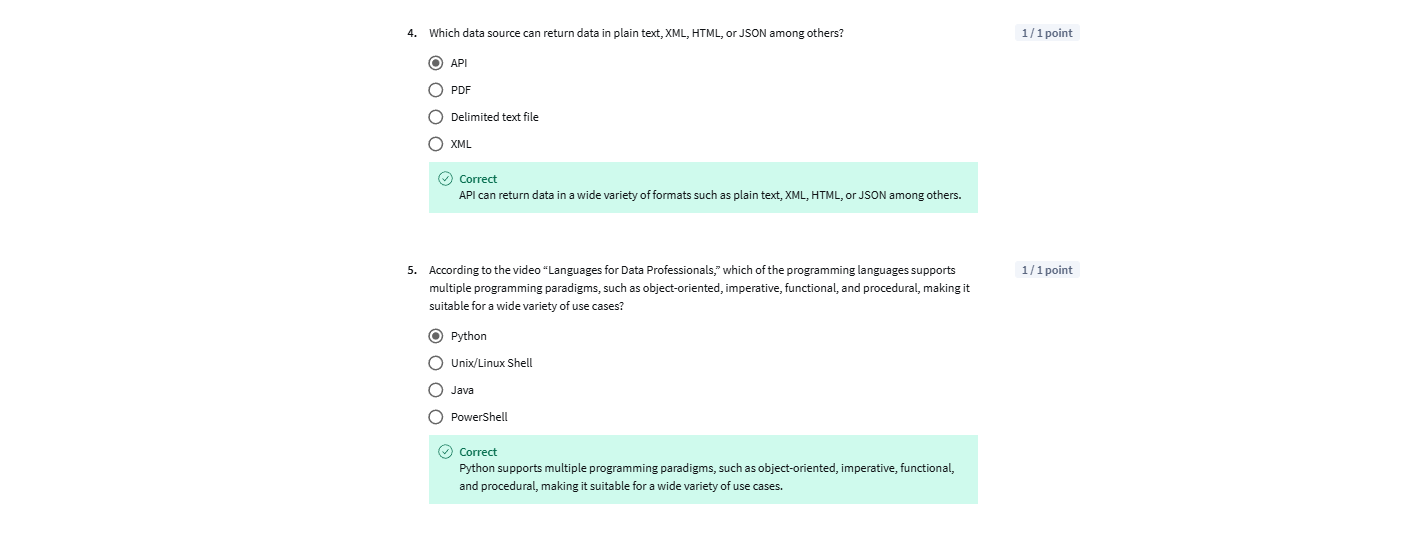 4. Which data source can return data in plain text, XML, HTML, or JSON among others? 1 / 1 point
API
PDF
Delimited text file
XML
Correct
API can return data in a wide variety of formats such as plain text, XML, HTML, or JSON among others.
5. According to the video “Languages for Data Professionals,” which of the programming languages supports 1 / 1 point
multiple programming paradigms, such as object-oriented, imperative, functional, and procedural, making it
suitable for a wide variety of use cases?
Python
Unix/Linux Shell
Java
PowerShell
Correct
Python supports multiple programming paradigms, such as object-oriented, imperative, functional,
and procedural, making it suitable for a wide variety of use cases.